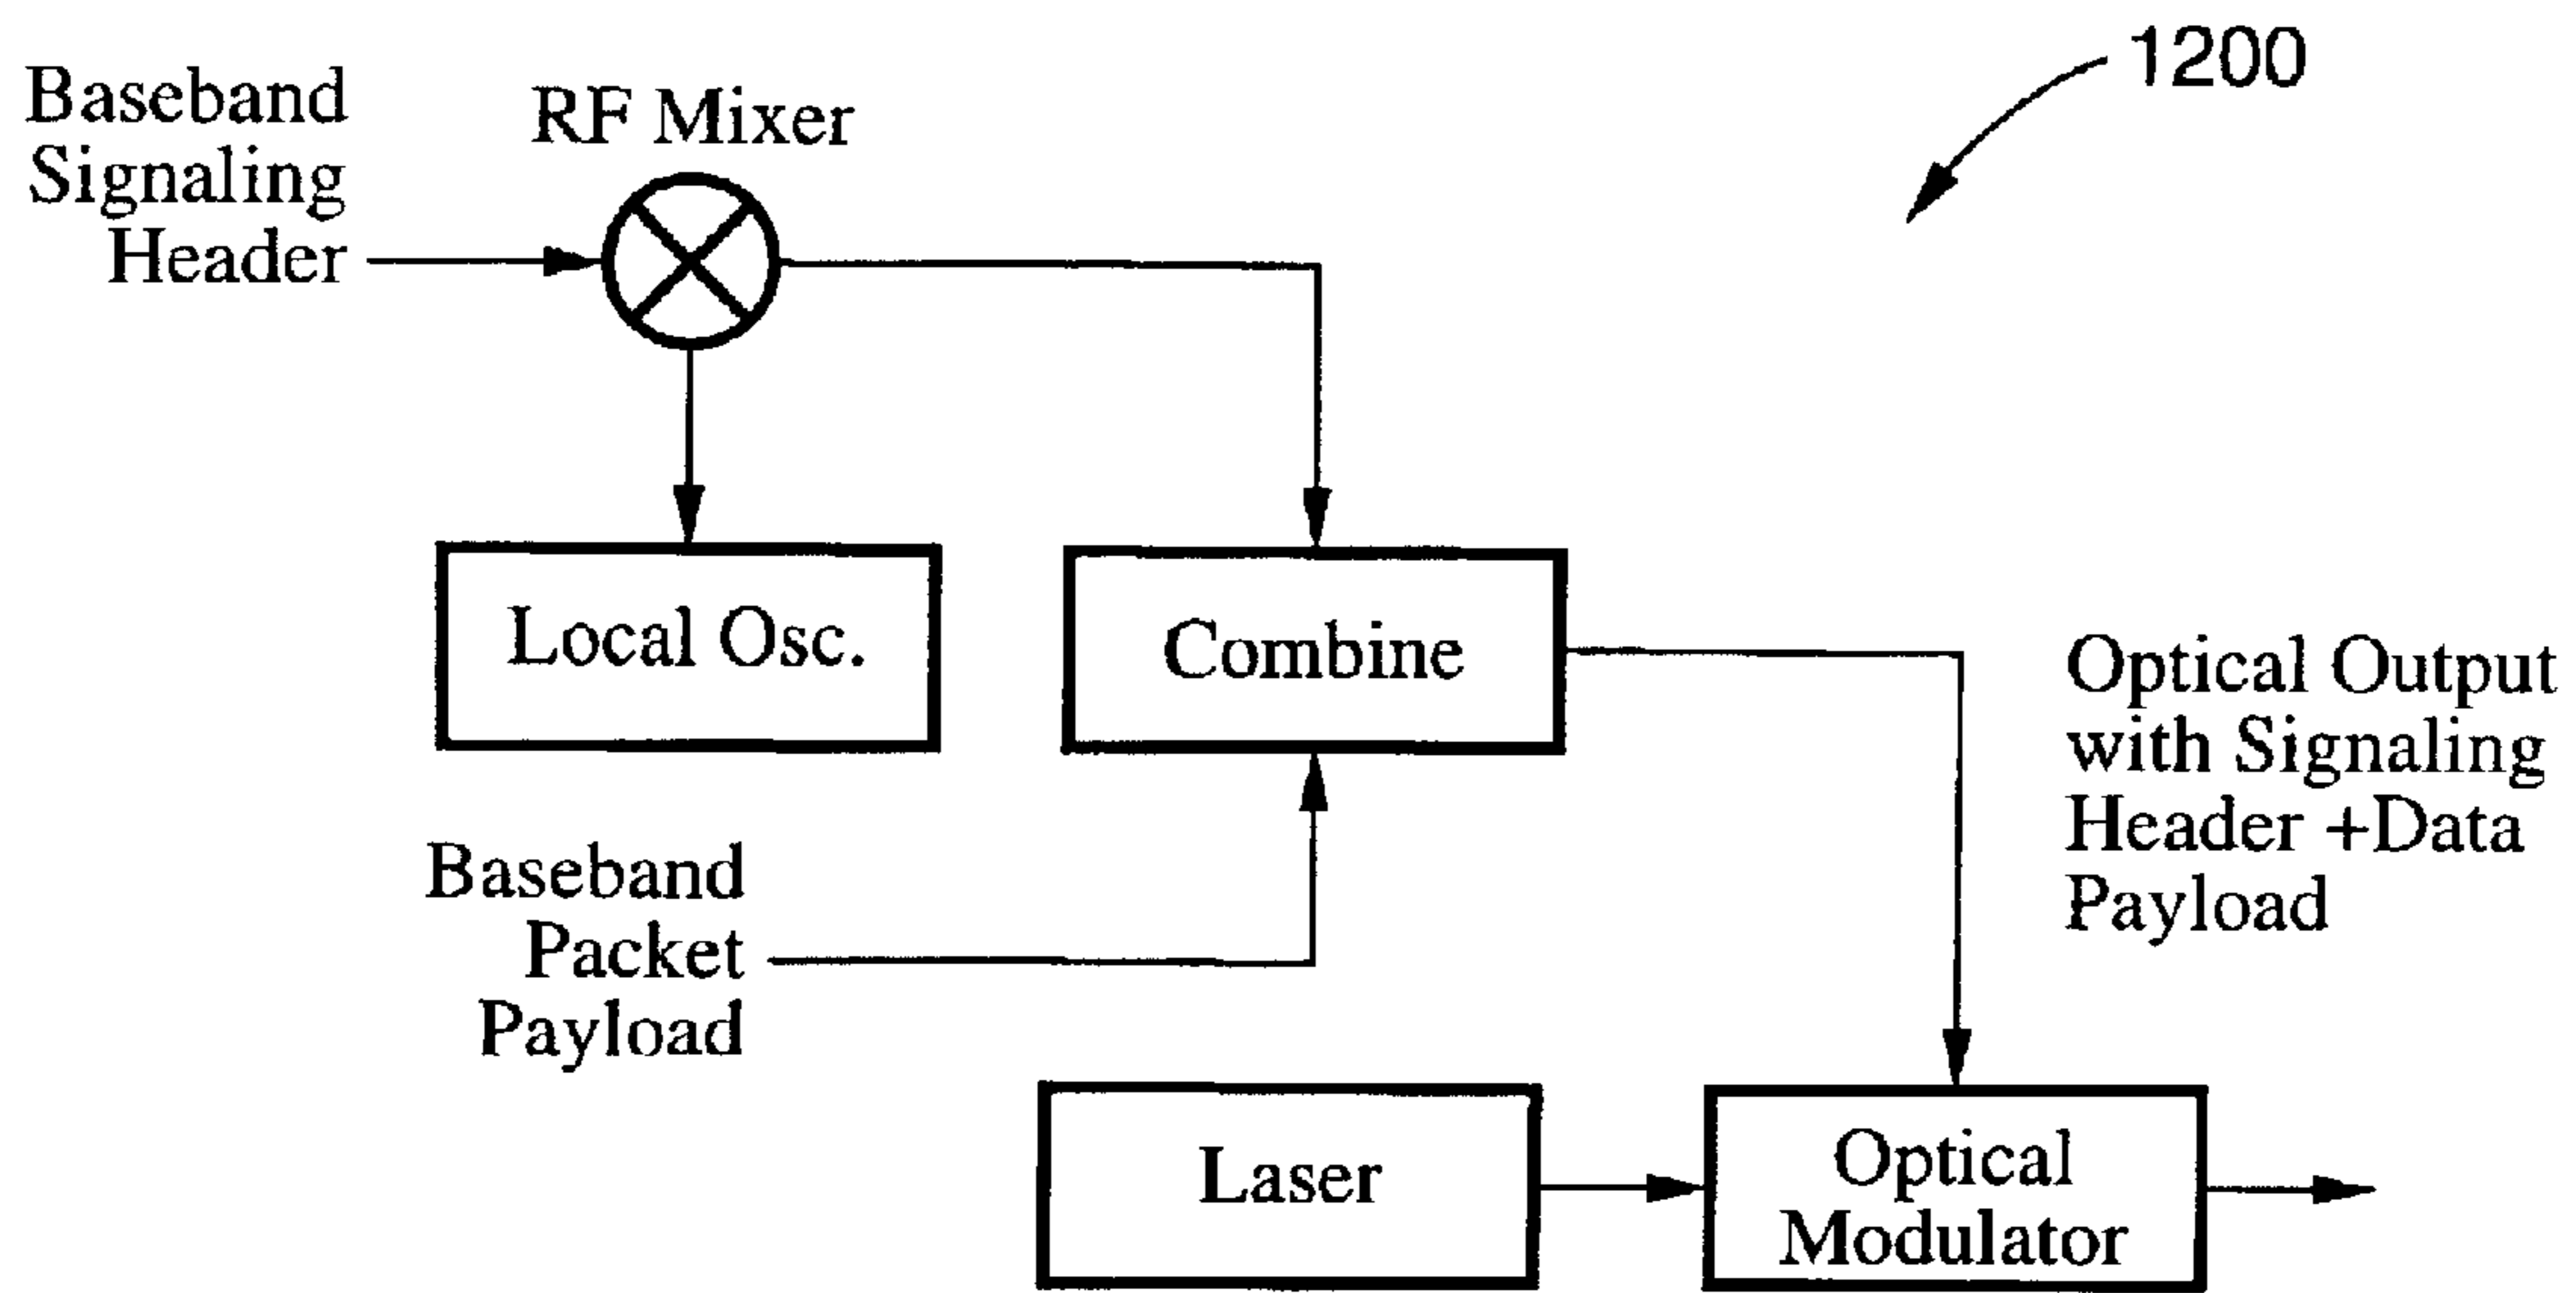 1200
Baseband
Signaling
Header
RF Mixer
Local Osc.
Combine
Optical Output
with Signaling
Header +Data
Payload
Baseband
Packet
Payload
Laser
Optical
Modulator